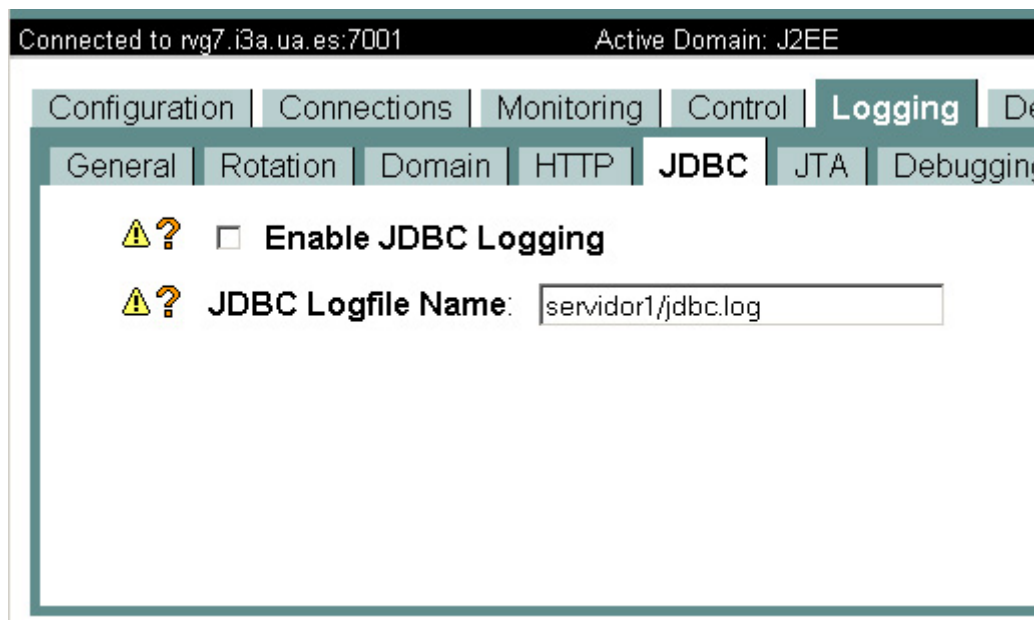 Connected to rvg7.i3a.ua.es:7001 Active Domain: J2EE
Configuration Connections Monitoring Control Logging
General Rotation Domain HTTP JDBC JTA Debugging
Enable JDBC Logging
JDBC Logfile Name: servidor1/jdbc.log